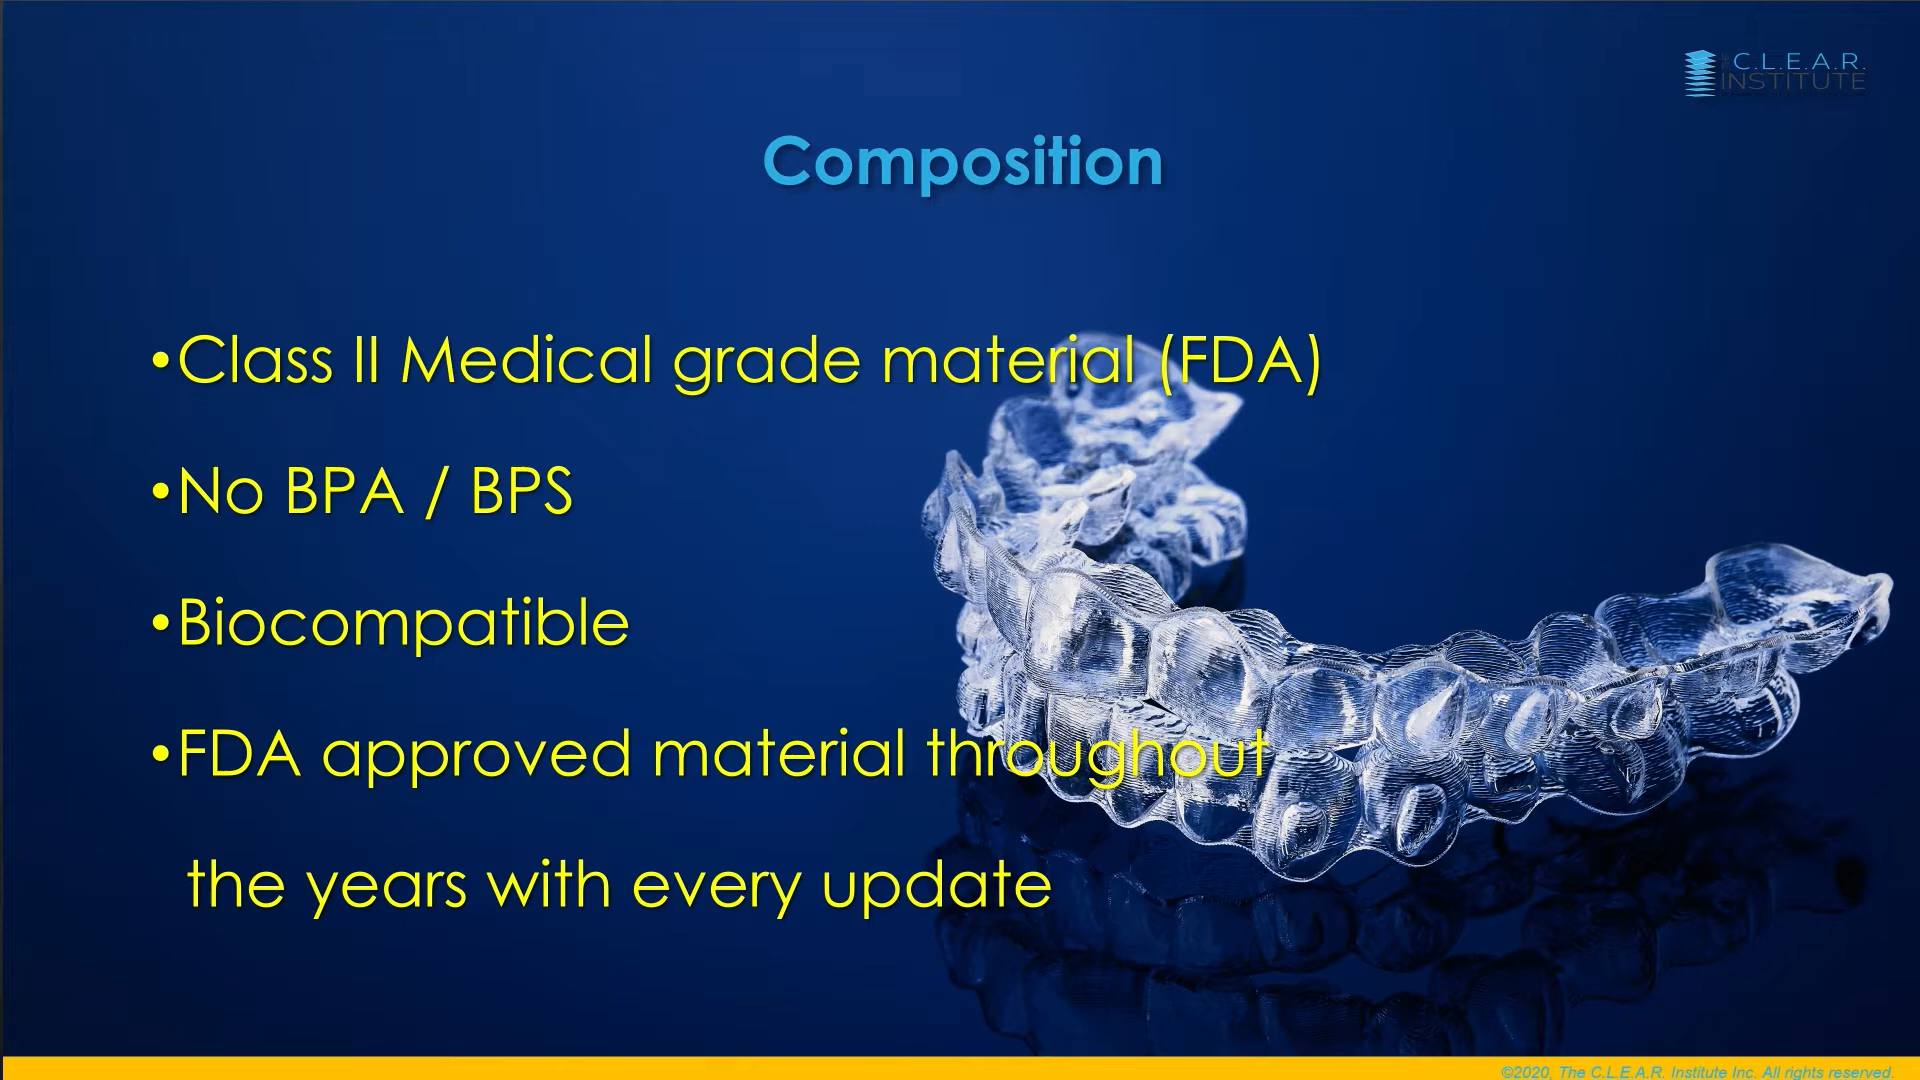 THE
C.L.E.A.R.
INSTITUTE
Composition
•Class II Medical grade material (FDA)
•No BPA / BPS
•Biocompatible
•FDA approved material throughout
the years with every update
©2020, The C.L.E.A.R. Institute Inc. All rights reserved.